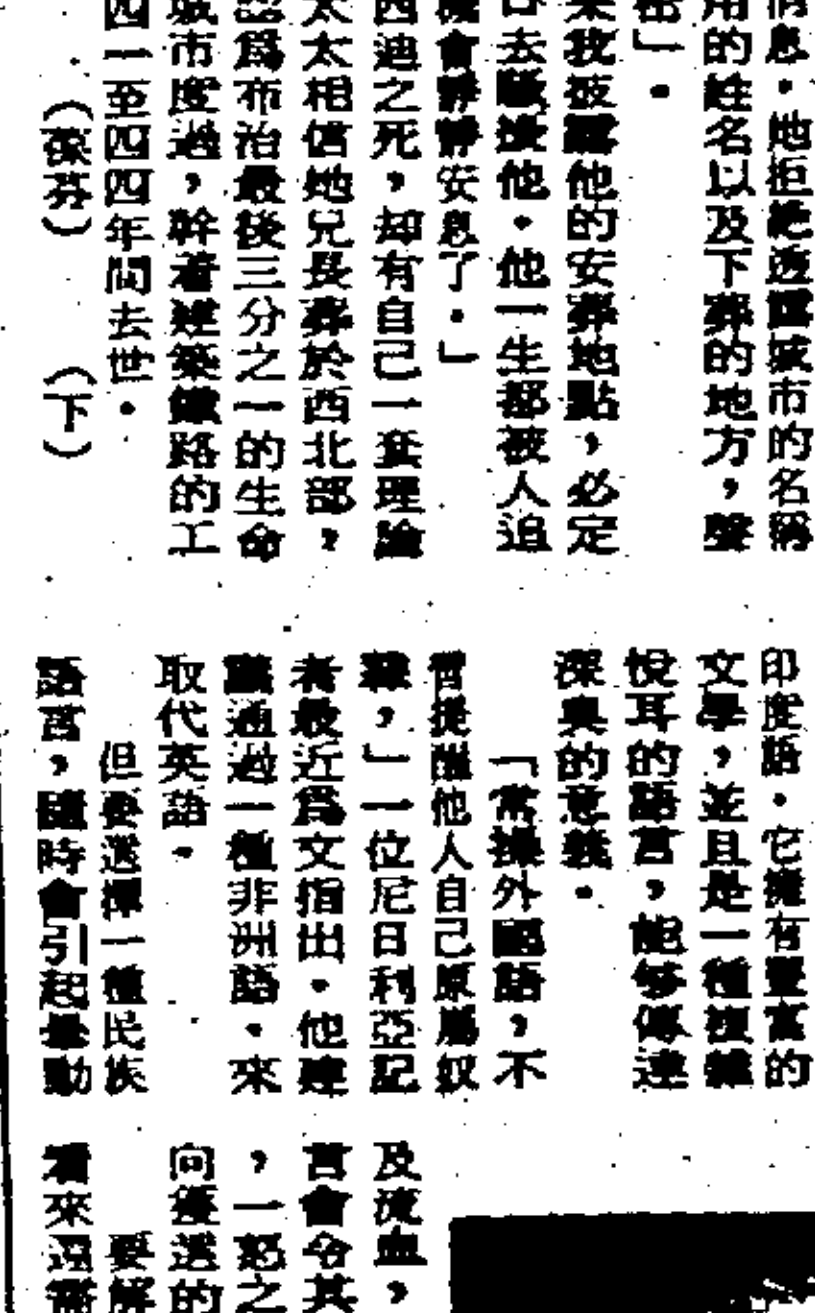 消息。她拒絕透露城市的名稱
用的姓名以及下葬的地方,聲
密」。
果我披露他的安葬地點,必定
口去騷擾他。他一生都被人追
後會靜靜安息了。」
西迪之死,却有自己一套理論
太太相信她兄長葬於西北部,
認爲布治最後三分之一的生命
城市度過,幹着建築鐵路的工
四一至四四年間去世。
(葆芬) (下)
印度語。它擁有豐富的
文學,並且是一種複雜
悅耳的語言,能够傳達
深奧的意義。
「常操外國語,不
啻提醒他人自己原屬奴
隸,」一位尼日利亞記
者最近爲文指出。他建
議通過一種非洲語。來
取代英語。
但要選擇一種民族
語言,隨時會引起暴動
及流血,
言會令其
,一怒之
向獲選的
要解
看來還需